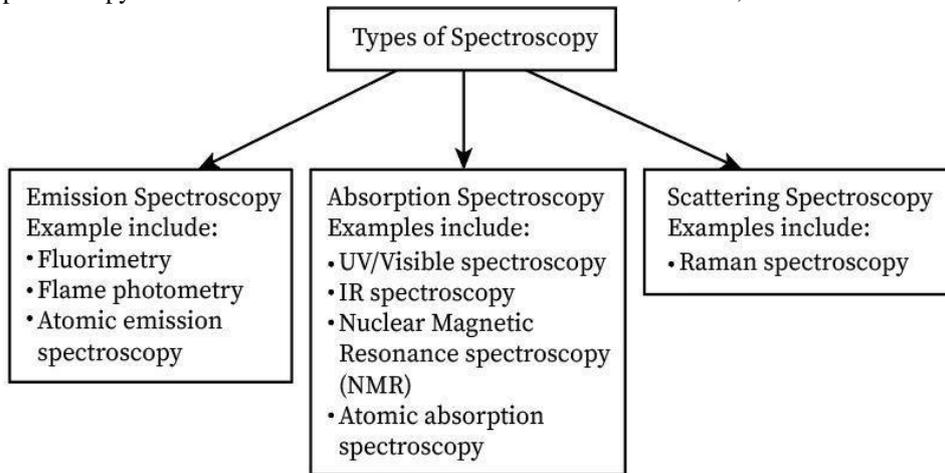 Types of Spectroscopy
Emission Spectroscopy
Example include:
• Fluorimetry
• Flame photometry
• Atomic emission
spectroscopy
Absorption Spectroscopy
Examples include:
• UV/Visible spectroscopy
• IR spectroscopy
• Nuclear Magnetic
Resonance spectroscopy
(NMR)
• Atomic absorption
spectroscopy
Scattering Spectroscopy
Examples include:
• Raman spectroscopy